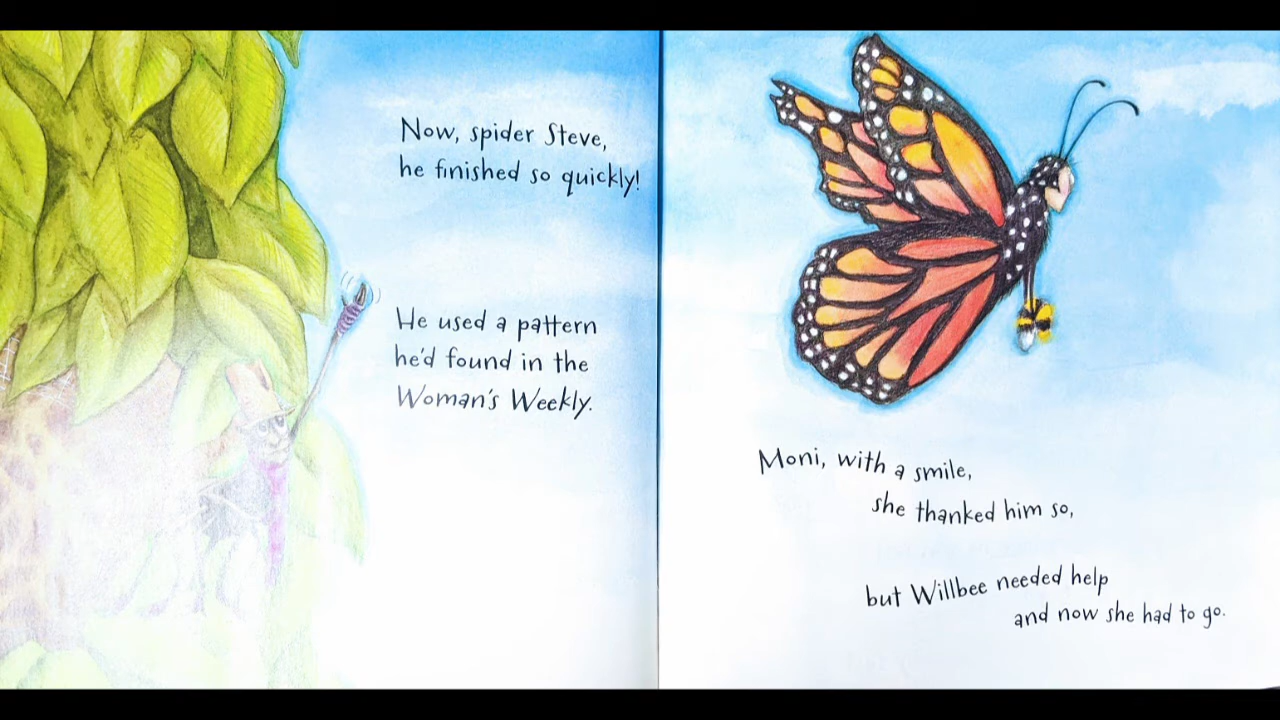 Now, spider Steve,
he finished so quickly!
He used a pattern
he'd found in the
Woman's Weekly.
Moni, with a smile,
she thanked him so,
but Willbee needed help
and now she had to go.